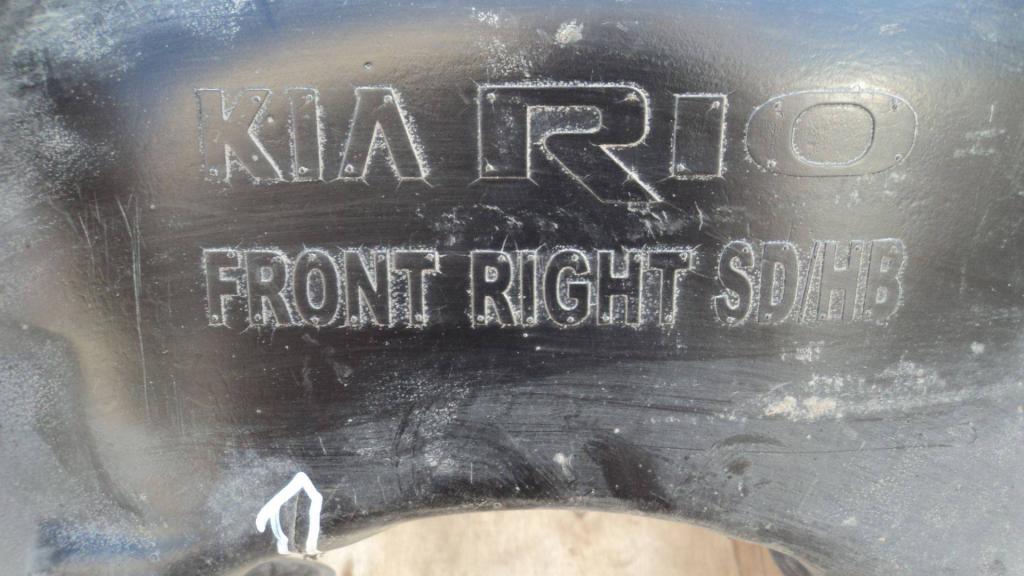 KIA RIO
FRONT RIGHT SD/HB